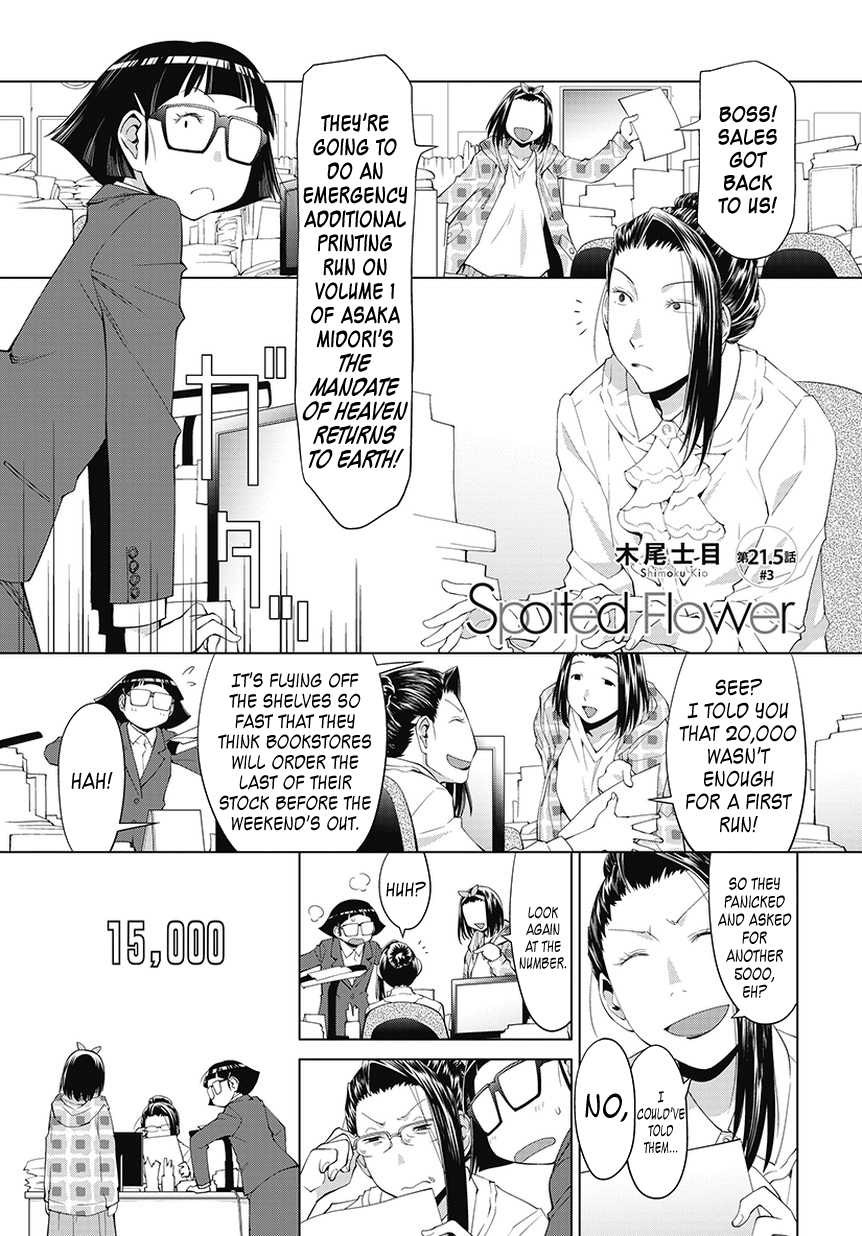 BOSS!
SALES
GOT
BACK
TO US!
THEY'RE
GOING TO
DO AN
EMERGENCY
ADDITIONAL
PRINTING
RUN ON
VOLUME 1
OF ASAKA
MIDORI'S
THE
MANDATE
OF HEAVEN
RETURNS
TO EARTH!
ガ
木尾士目
Shimoku Kio
第21.5話
#3
Spotted Flower
SEE?
I TOLD YOU
THAT 20,000
WASN'T
ENOUGH
FOR A FIRST
RUN!
IT'S FLYING OFF
THE SHELVES SO
FAST THAT THEY
THINK BOOKSTORES
WILL ORDER THE
LAST OF THEIR
STOCK BEFORE THE
WEEKEND'S OUT.
HAH!
SO THEY
PANICKED
AND ASKED
FOR
ANOTHER
5000,
EH?
I
COULD'VE
TOLD
THEM...
NO,
LOOK
AGAIN
AT THE
NUMBER.
HUH?
15,000